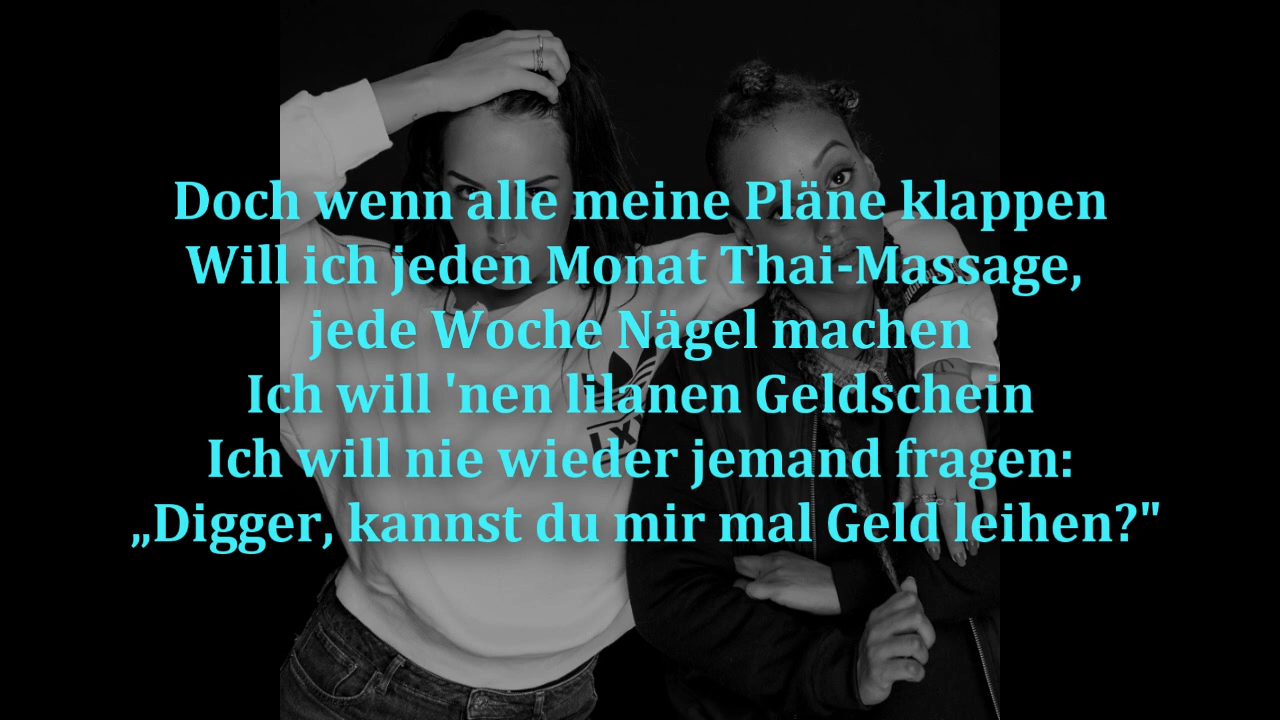 Doch wenn alle meine Pläne klappen
Will ich jeden Monat Thai-Massage,
jede Woche Nägel machen
Ich will 'nen lilanen Geldschein
Ich will nie wieder jemand fragen:
„Digger, kannst du mir mal Geld leihen?"